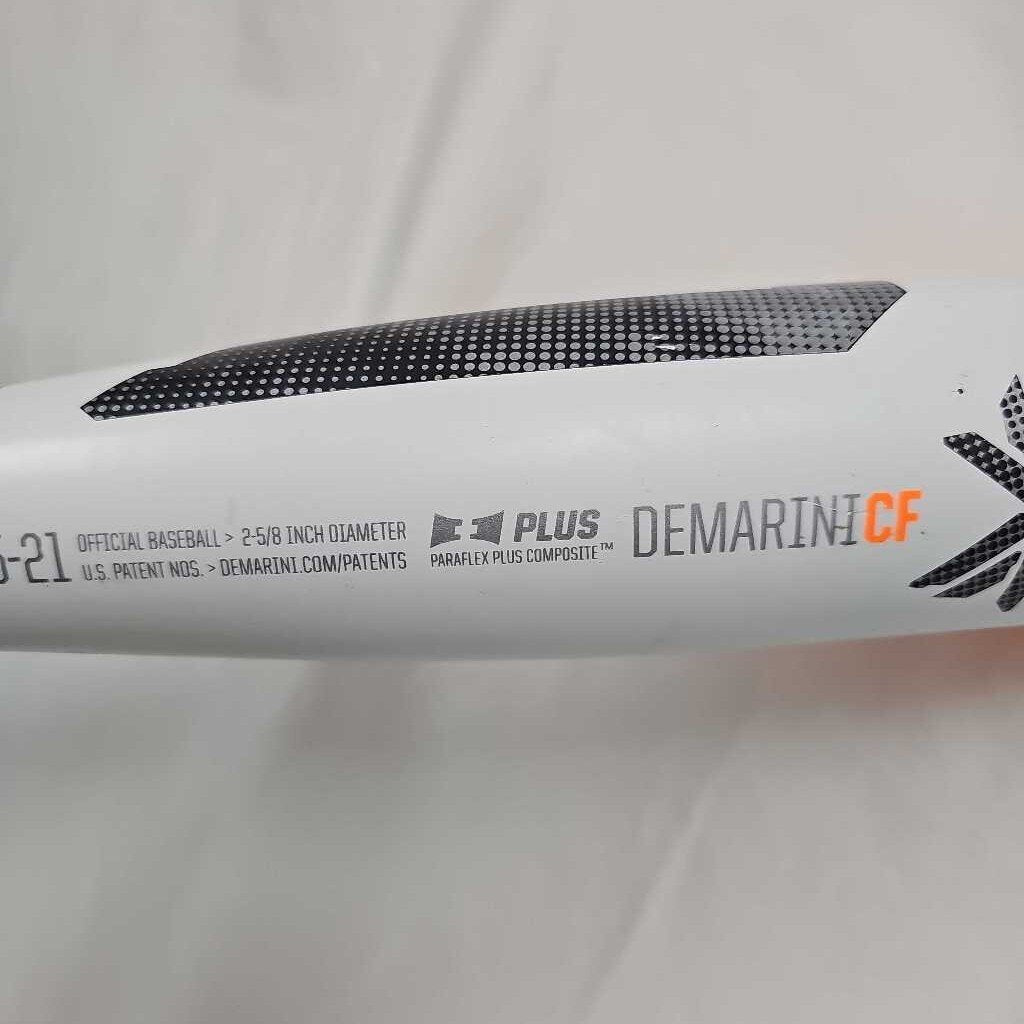 -21
OFFICIAL BASEBALL > 2-5/8 INCH DIAMETER
U.S. PATENT NOS. > DEMARINI.COM/PATENTS
PLUS
PARAFLEX PLUS COMPOSITE™
DEMARINI CF